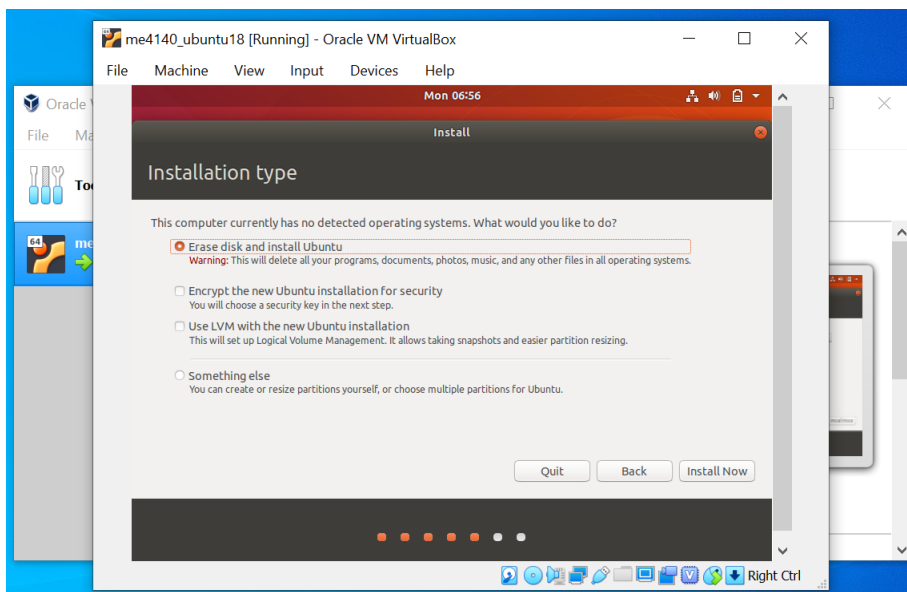 me4140_ubuntu18 [Running] - Oracle VM VirtualBox
File Machine View Input Devices Help
Mon 06:56
Oracle
Install
File
Installation type
This computer currently has no detected operating systems. What would you like to do?
Erase disk and install Ubuntu
Warning: This will delete all your programs, documents, photos, music, and any other files in all operating systems.
64 me
Encrypt the new Ubuntu installation for security
You will choose a security key in the next step.
Use LVM with the new Ubuntu installation
This will set up Logical Volume Management. It allows taking snapshots and easier partition resizing.
Something else
You can create or resize partitions yourself, or choose multiple partitions for Ubuntu.
Quit Back Install Now
Right Ctrl